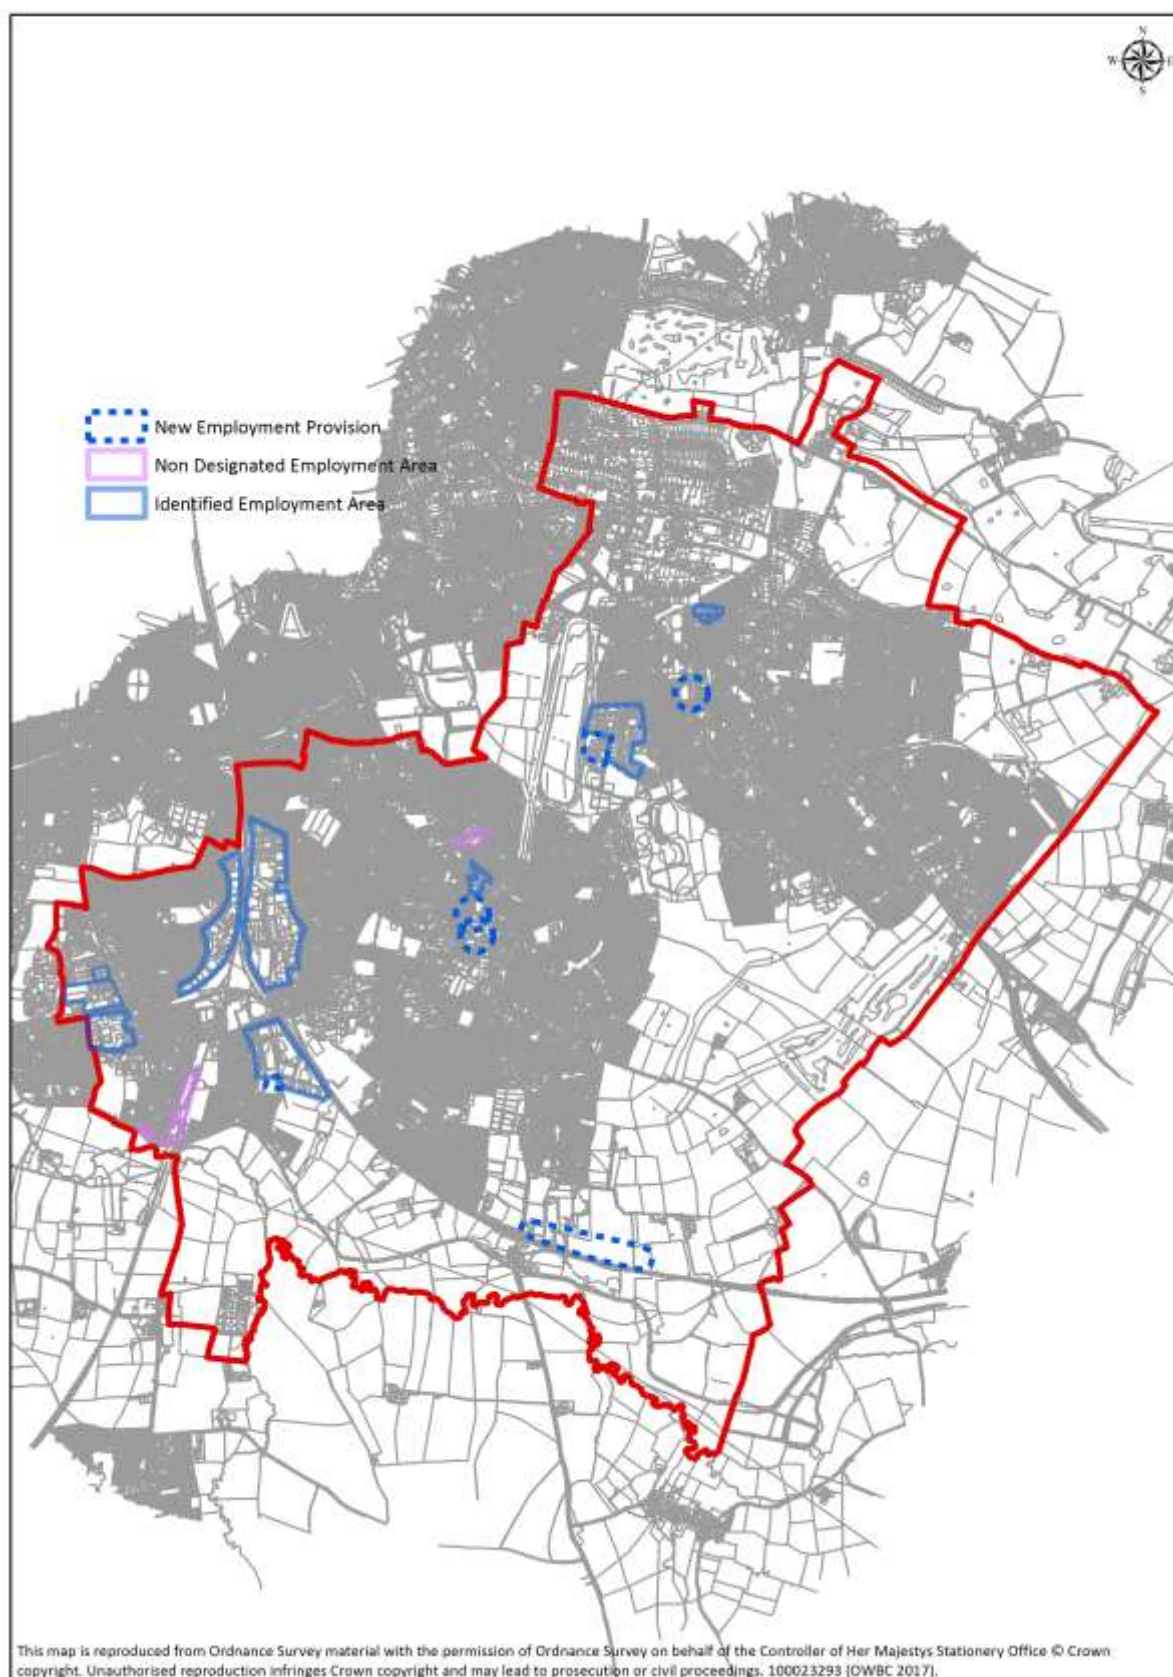 N
W E
S
New Employment Provision
Non Designated Employment Area
Identified Employment Area
This map is reproduced from Ordnance Survey material with the permission of Ordnance Survey on behalf of the Controller of Her Majestys Stationery Office © Crown
copyright. Unauthorised reproduction infringes Crown copyright and may lead to prosecution or civil proceedings. 100023293 (OWBC 2017).